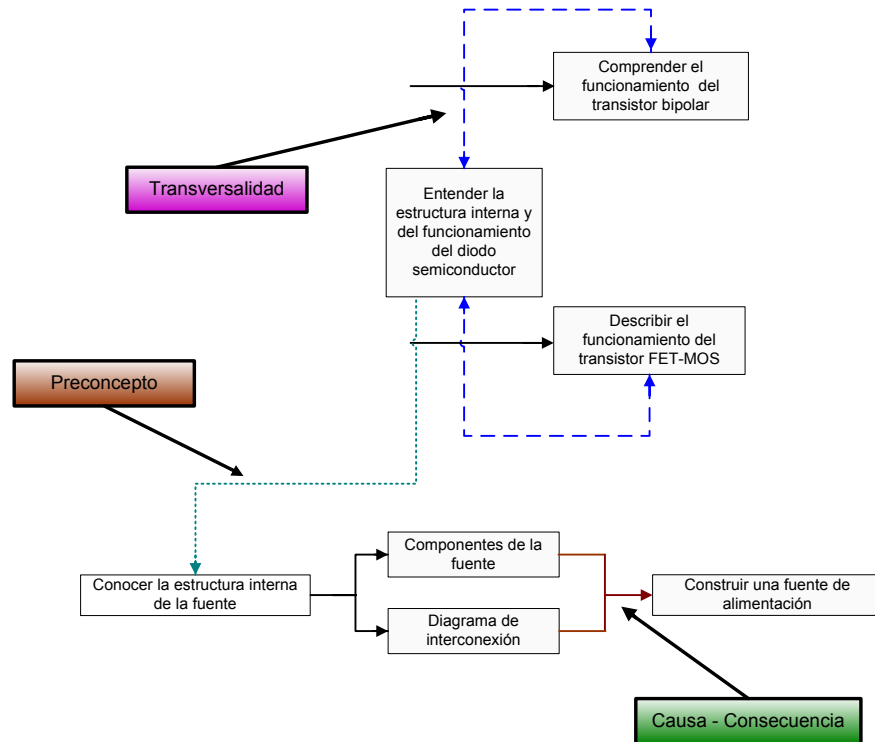 Comprender el
funcionamiento del
transistor bipolar
Transversalidad
Entender la
estructura interna y
del funcionamiento
del diodo
semiconductor
Describir el
funcionamiento del
transistor FET-MOS
Preconcepto
Componentes de la
fuente
Conocer la estructura interna
de la fuente
Construir una fuente de
alimentación
Diagrama de
interconexión
Causa - Consecuencia